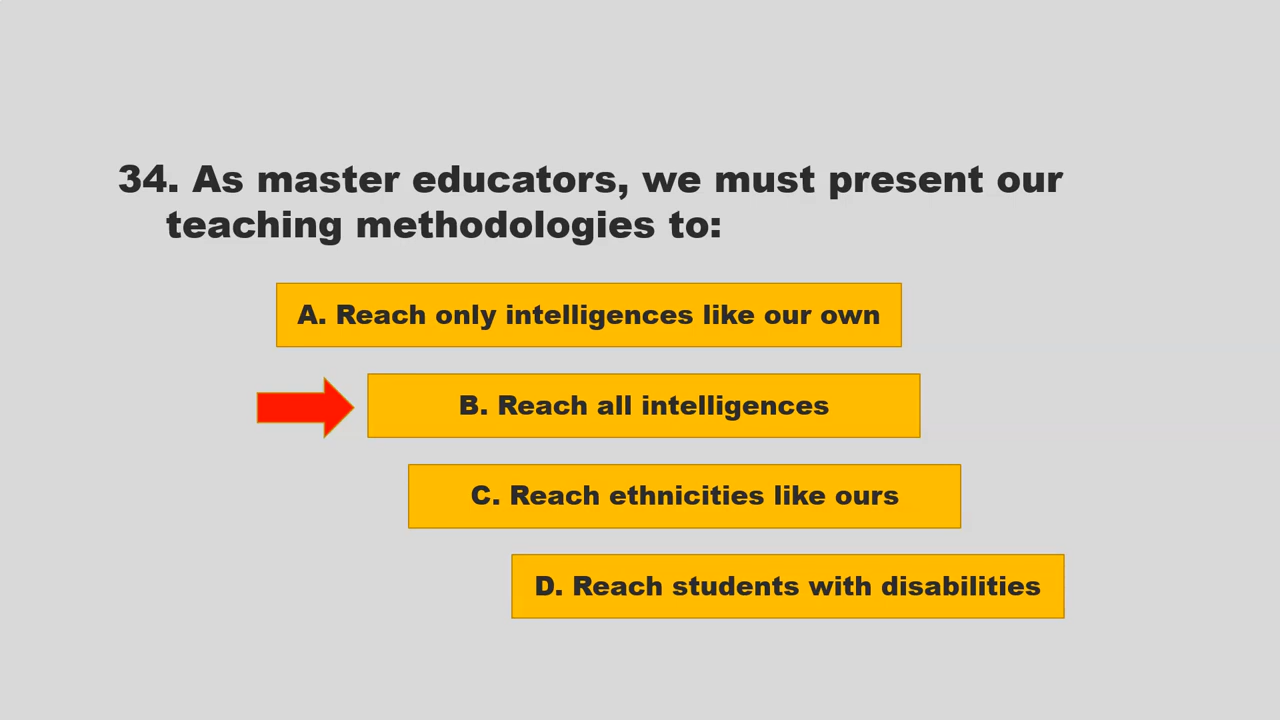 34. As master educators, we must present our
teaching methodologies to:
A. Reach only intelligences like our own
B. Reach all intelligences
C. Reach ethnicities like ours
D. Reach students with disabilities